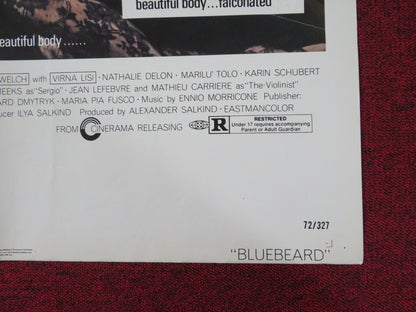 beautiful body...falconated
beautiful body......
WELCH with VIRNA LISI · NATHALIE DELON · MARILU' TOLO · KARIN SCHUBERT
MEEKS as "Sergio" · JEAN LEFEBVRE and MATHIEU CARRIERE as "The Violinist"
ARD DMYTRYK · MARIA PIA FUSCO · Music by ENNIO MORRICONE Publisher:
ucer ILYA SALKIND Produced by ALEXANDER SALKIND · EASTMANCOLOR
FROM C CINERAMA RELEASING
R RESTRICTED
Under 17 requires accompanying
Parent or Adult Guardian
72/327
"BLUEBEARD"